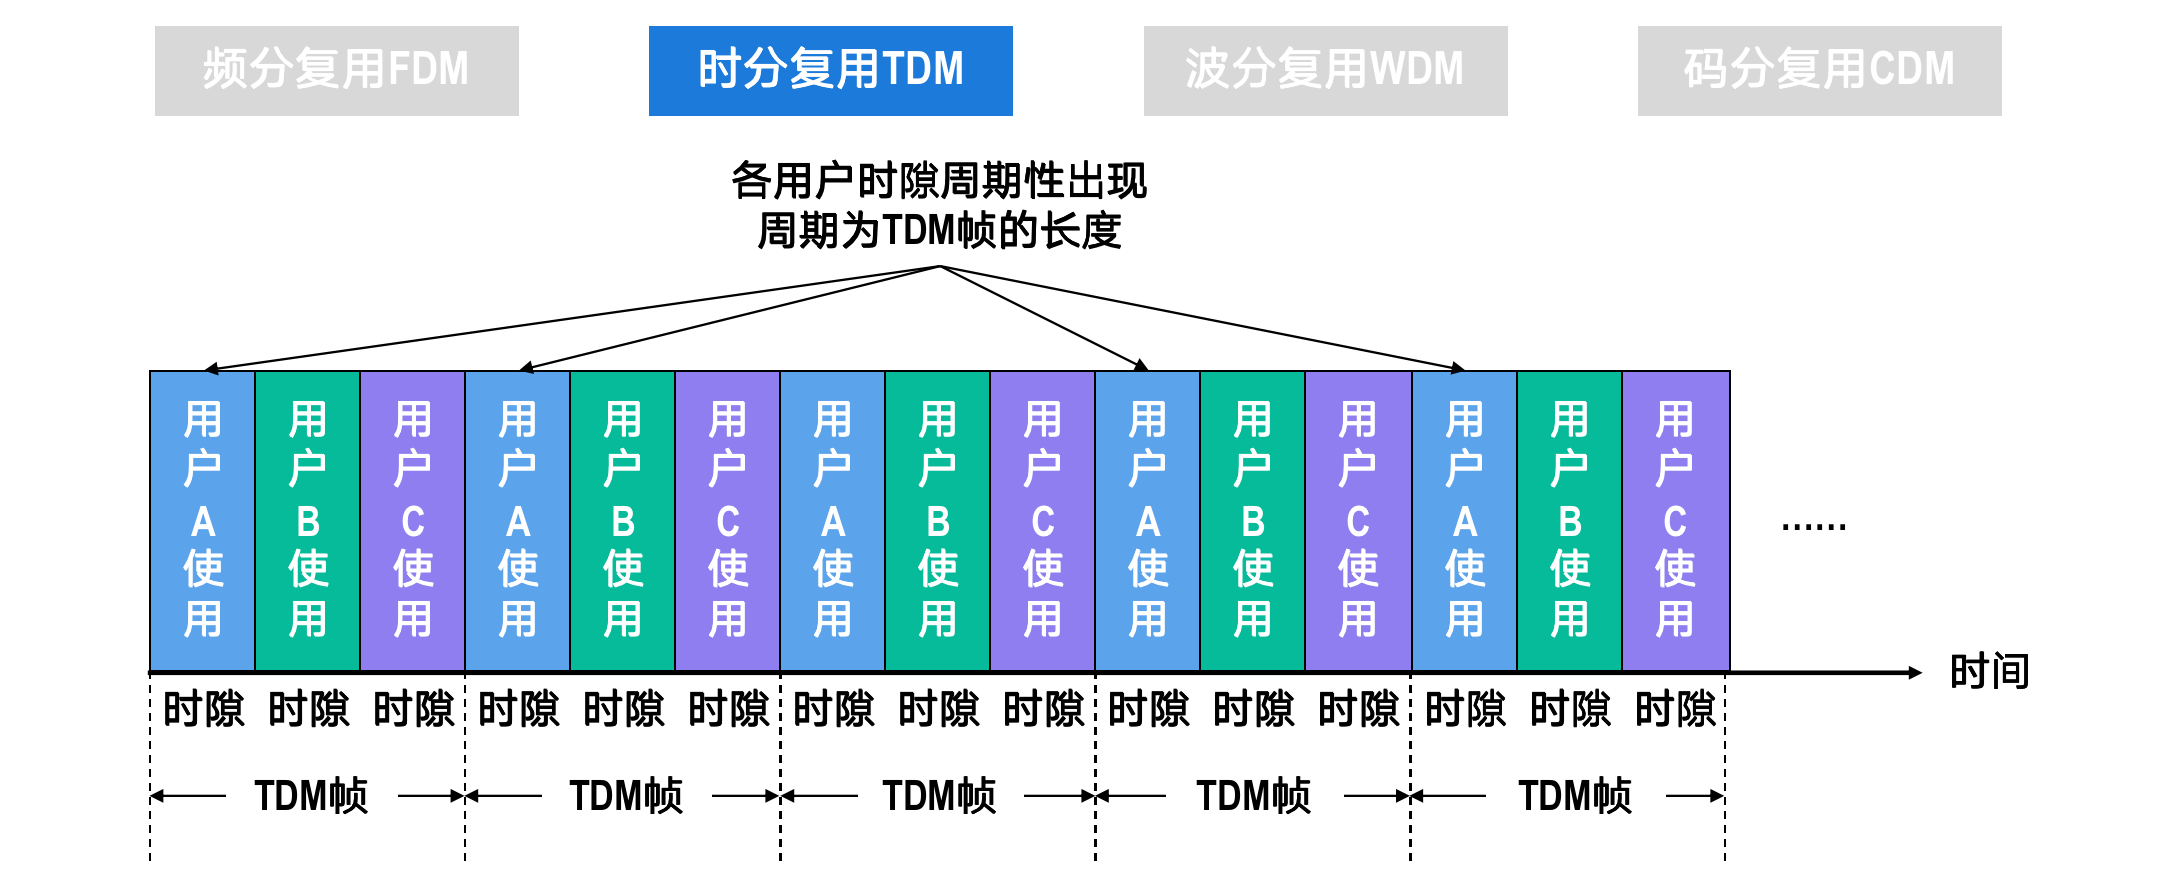 频分复用FDM
时分复用TDM
波分复用WDM
码分复用CDM
各用户时隙周期性出现
周期为TDM帧的长度
用户A使用
用户B使用
用户C使用
用户A使用
用户B使用
用户C使用
用户A使用
用户B使用
用户C使用
用户A使用
用户B使用
用户C使用
用户A使用
用户B使用
用户C使用
……
时间
时隙 时隙 时隙 时隙 时隙 时隙 时隙 时隙 时隙 时隙 时隙 时隙 时隙 时隙 时隙
TDM帧 TDM帧 TDM帧 TDM帧 TDM帧